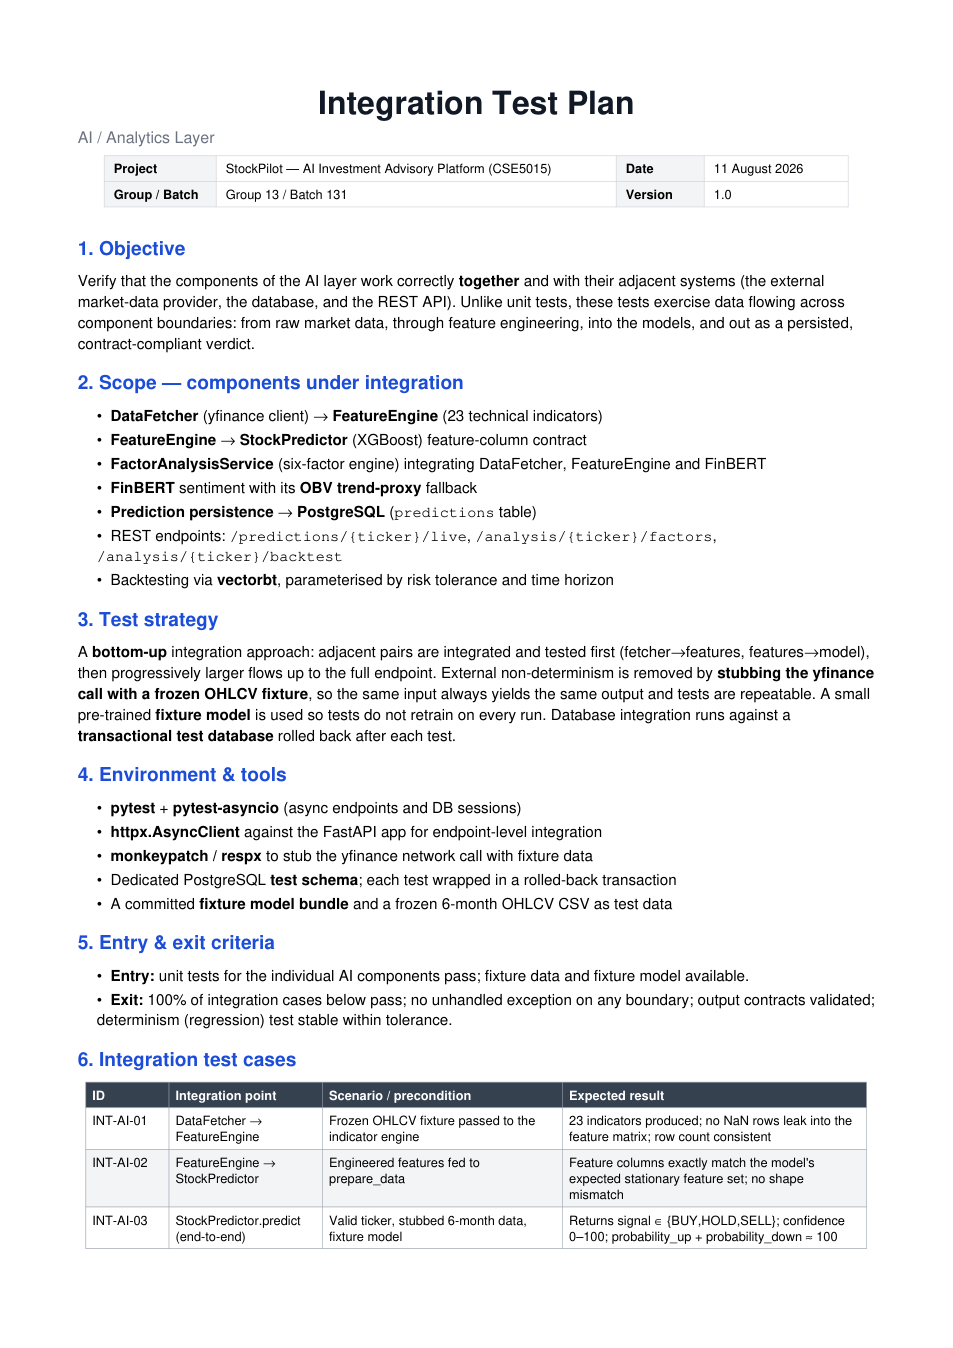 Integration Test Plan
AI / Analytics Layer
Project StockPilot — AI Investment Advisory Platform (CSE5015) Date 11 August 2026
Group / Batch Group 13 / Batch 131 Version 1.0
1. Objective
Verify that the components of the AI layer work correctly together and with their adjacent systems (the external
market-data provider, the database, and the REST API). Unlike unit tests, these tests exercise data flowing across
component boundaries: from raw market data, through feature engineering, into the models, and out as a persisted,
contract-compliant verdict.
2. Scope — components under integration
• DataFetcher (yfinance client) → FeatureEngine (23 technical indicators)
• FeatureEngine → StockPredictor (XGBoost) feature-column contract
• FactorAnalysisService (six-factor engine) integrating DataFetcher, FeatureEngine and FinBERT
• FinBERT sentiment with its OBV trend-proxy fallback
• Prediction persistence → PostgreSQL (predictions table)
• REST endpoints: /predictions/{ticker}/live, /analysis/{ticker}/factors,
/analysis/{ticker}/backtest
• Backtesting via vectorbt, parameterised by risk tolerance and time horizon
3. Test strategy
A bottom-up integration approach: adjacent pairs are integrated and tested first (fetcher→features, features→model),
then progressively larger flows up to the full endpoint. External non-determinism is removed by stubbing the yfinance
call with a frozen OHLCV fixture, so the same input always yields the same output and tests are repeatable. A small
pre-trained fixture model is used so tests do not retrain on every run. Database integration runs against a
transactional test database rolled back after each test.
4. Environment & tools
• pytest + pytest-asyncio (async endpoints and DB sessions)
• httpx.AsyncClient against the FastAPI app for endpoint-level integration
• monkeypatch / respx to stub the yfinance network call with fixture data
• Dedicated PostgreSQL test schema; each test wrapped in a rolled-back transaction
• A committed fixture model bundle and a frozen 6-month OHLCV CSV as test data
5. Entry & exit criteria
• Entry: unit tests for the individual AI components pass; fixture data and fixture model available.
• Exit: 100% of integration cases below pass; no unhandled exception on any boundary; output contracts validated;
determinism (regression) test stable within tolerance.
6. Integration test cases
ID Integration point Scenario / precondition Expected result
INT-AI-01 DataFetcher → Frozen OHLCV fixture passed to the 23 indicators produced; no NaN rows leak into the
FeatureEngine indicator engine feature matrix; row count consistent
INT-AI-02 FeatureEngine → Engineered features fed to Feature columns exactly match the model's
StockPredictor prepare_data expected stationary feature set; no shape
mismatch
INT-AI-03 StockPredictor.predict Valid ticker, stubbed 6-month data, Returns signal ∈ {BUY,HOLD,SELL}; confidence
(end-to-end) fixture model 0–100; probability_up + probability_down ≈ 100